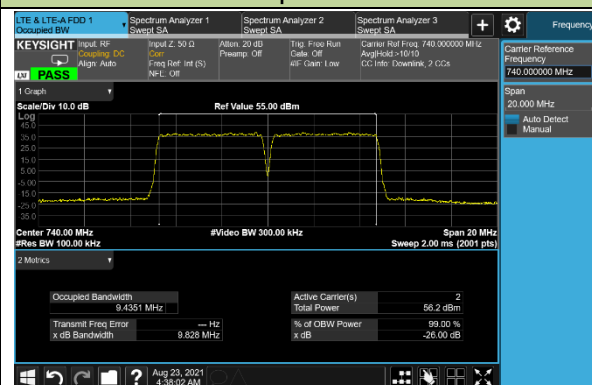 LTE & LTE-A FDD 1
Occupied BW
Spectrum Analyzer 1
Swept SA
Spectrum Analyzer 2
Swept SA
Spectrum Analyzer 3
Swept SA
+
Frequency
KEYSIGHT
Input: RF
Coupling: DC
Align: Auto
Input Z: 50 Ω
Corr
Freq Ref: Int (S)
NFE: Off
Atten: 20 dB
Preamp: Off
Trig: Free Run
Gate: Off
#IF Gain: Low
Carrier Ref Freq: 740.000000 MHz
Avg|Hold:>10/10
CC Info: Downlink, 2 CCs
LXI
PASS
Carrier Reference
Frequency
740.000000 MHz
Span
20.000 MHz
Auto Detect
Manual
1 Graph
Scale/Div 10.0 dB
Ref Value 55.00 dBm
Log
45.0
35.0
25.0
15.0
5.00
-5.00
-15.0
-25.0
-35.0
Center 740.00 MHz
#Video BW 300.00 kHz
Span 20 MHz
#Res BW 100.00 kHz
Sweep 2.00 ms (2001 pts)
2 Metrics
Occupied Bandwidth
9.4351 MHz
Active Carrier(s) 2
Total Power 56.2 dBm
Transmit Freq Error --- Hz
x dB Bandwidth 9.828 MHz
% of OBW Power 99.00 %
x dB -26.00 dB
?
Aug 23, 2021
4:38:02 AM